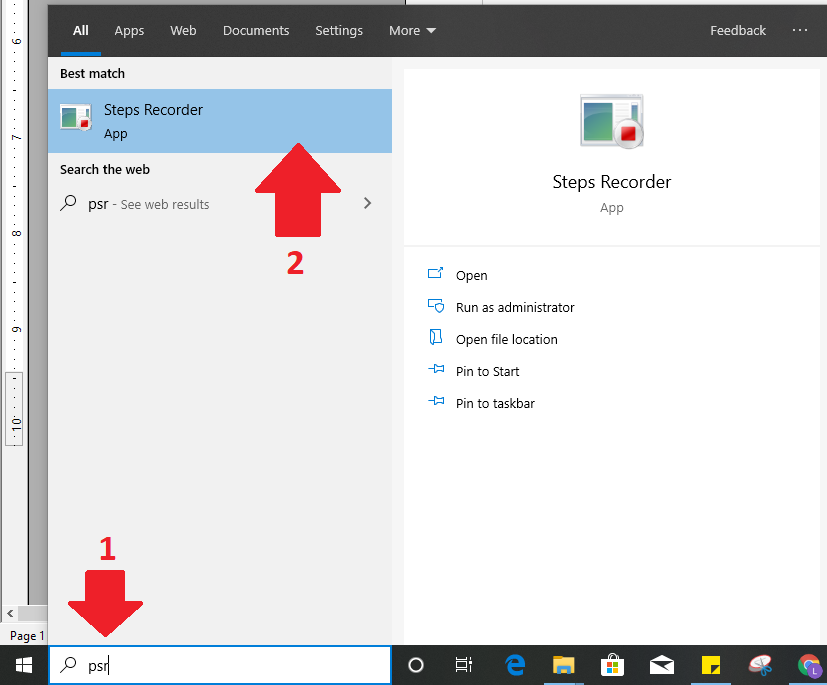 All Apps Web Documents Settings More Feedback ...
Best match
Steps Recorder
App
Search the web
psr - See web results
2
Steps Recorder
App
Open
Run as administrator
Open file location
Pin to Start
Pin to taskbar
6
7
8
9
10
1
Page 1
psr
L